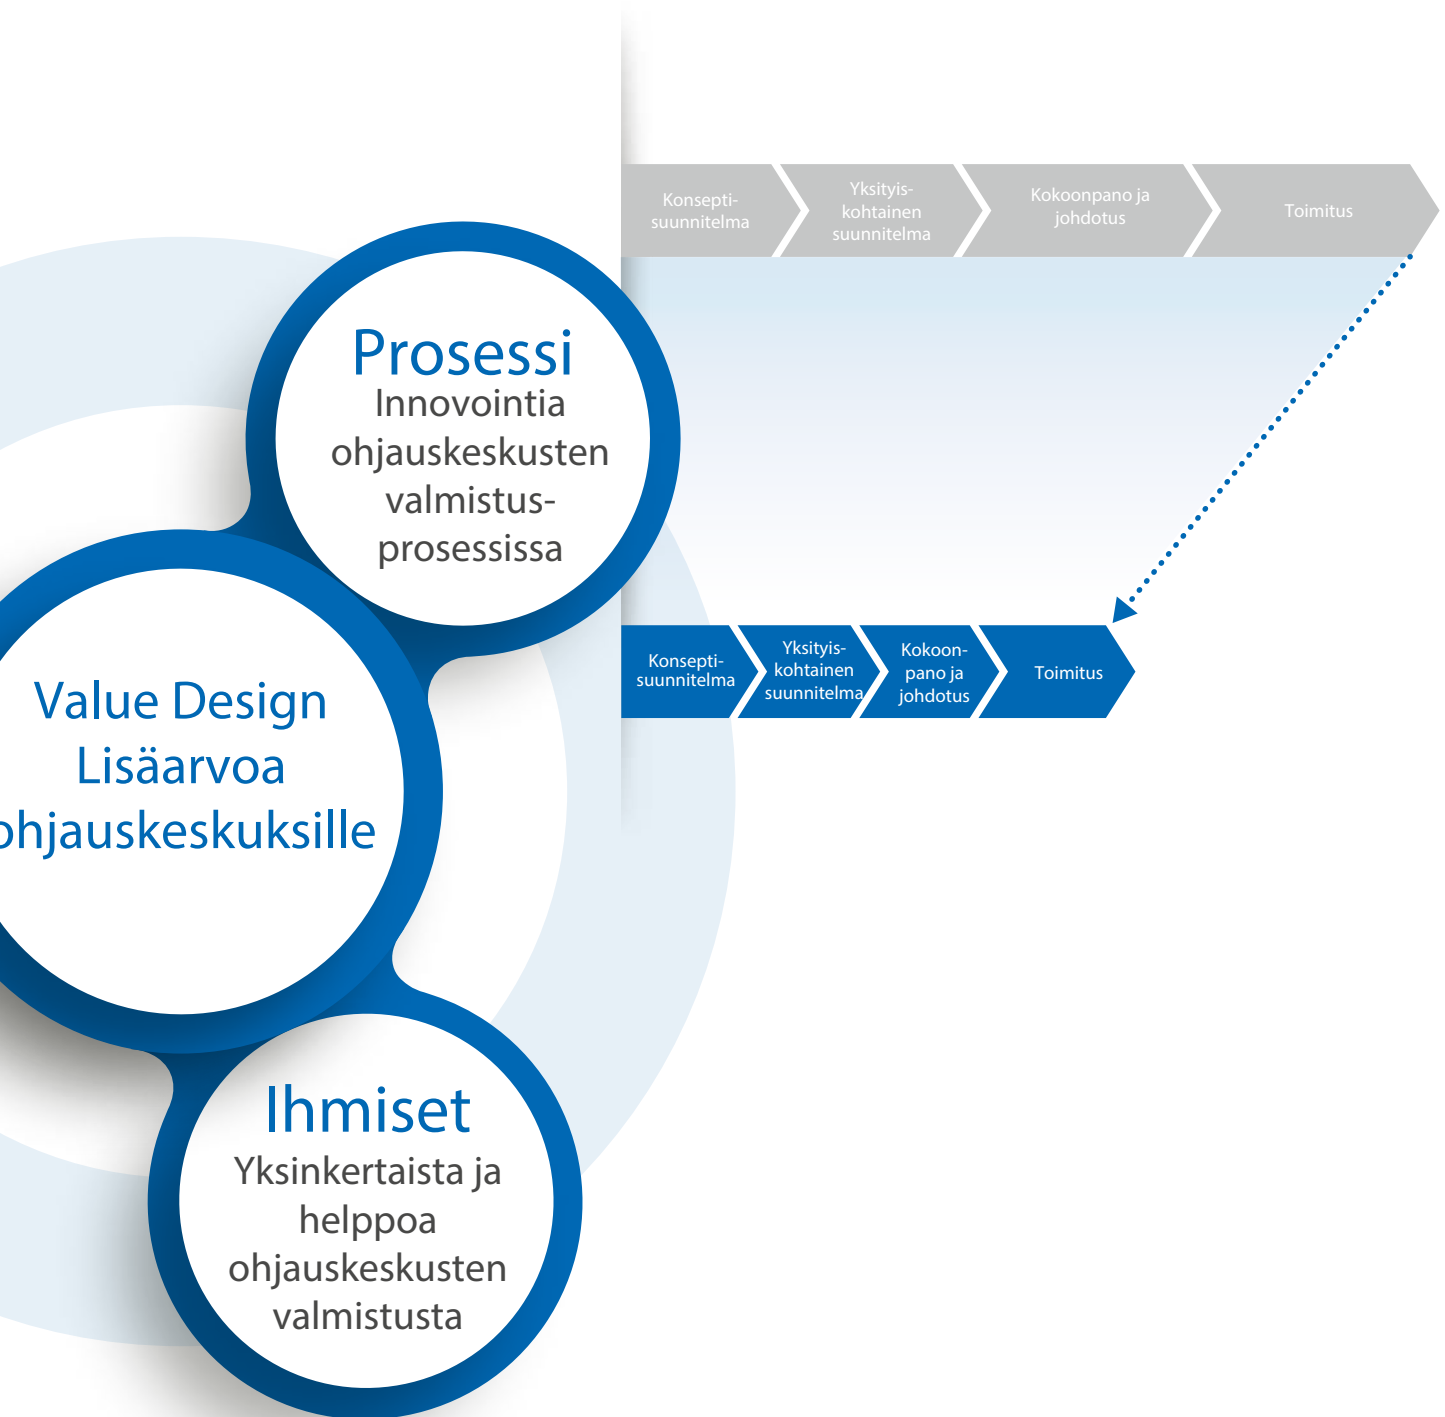 Konsepti-
suunnitelma
Yksityis-
kohtainen
suunnitelma
Kokoonpano ja
johdotus
Toimitus
Prosessi
Innovointia
ohjauskeskusten
valmistus-
prosessissa
Konsepti-
suunnitelma
Yksityis-
kohtainen
suunnitelma
Kokoon-
pano ja
johdotus
Toimitus
Value Design
Lisäarvoa
ohjauskeskuksille
Ihmiset
Yksinkertaista ja
helppoa
ohjauskeskusten
valmistusta